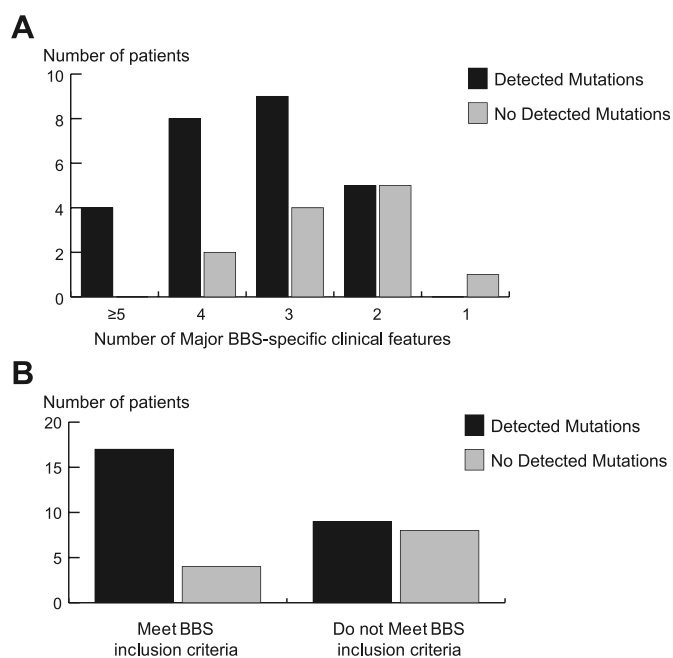 A
Number of patients
10
8
6
4
2
0
≥5 4 3 2 1
Number of Major BBS-specific clinical features
Detected Mutations
No Detected Mutations
B
Number of patients
20
15
10
5
0
Meet BBS
inclusion criteria
Do not Meet BBS
inclusion criteria
Detected Mutations
No Detected Mutations